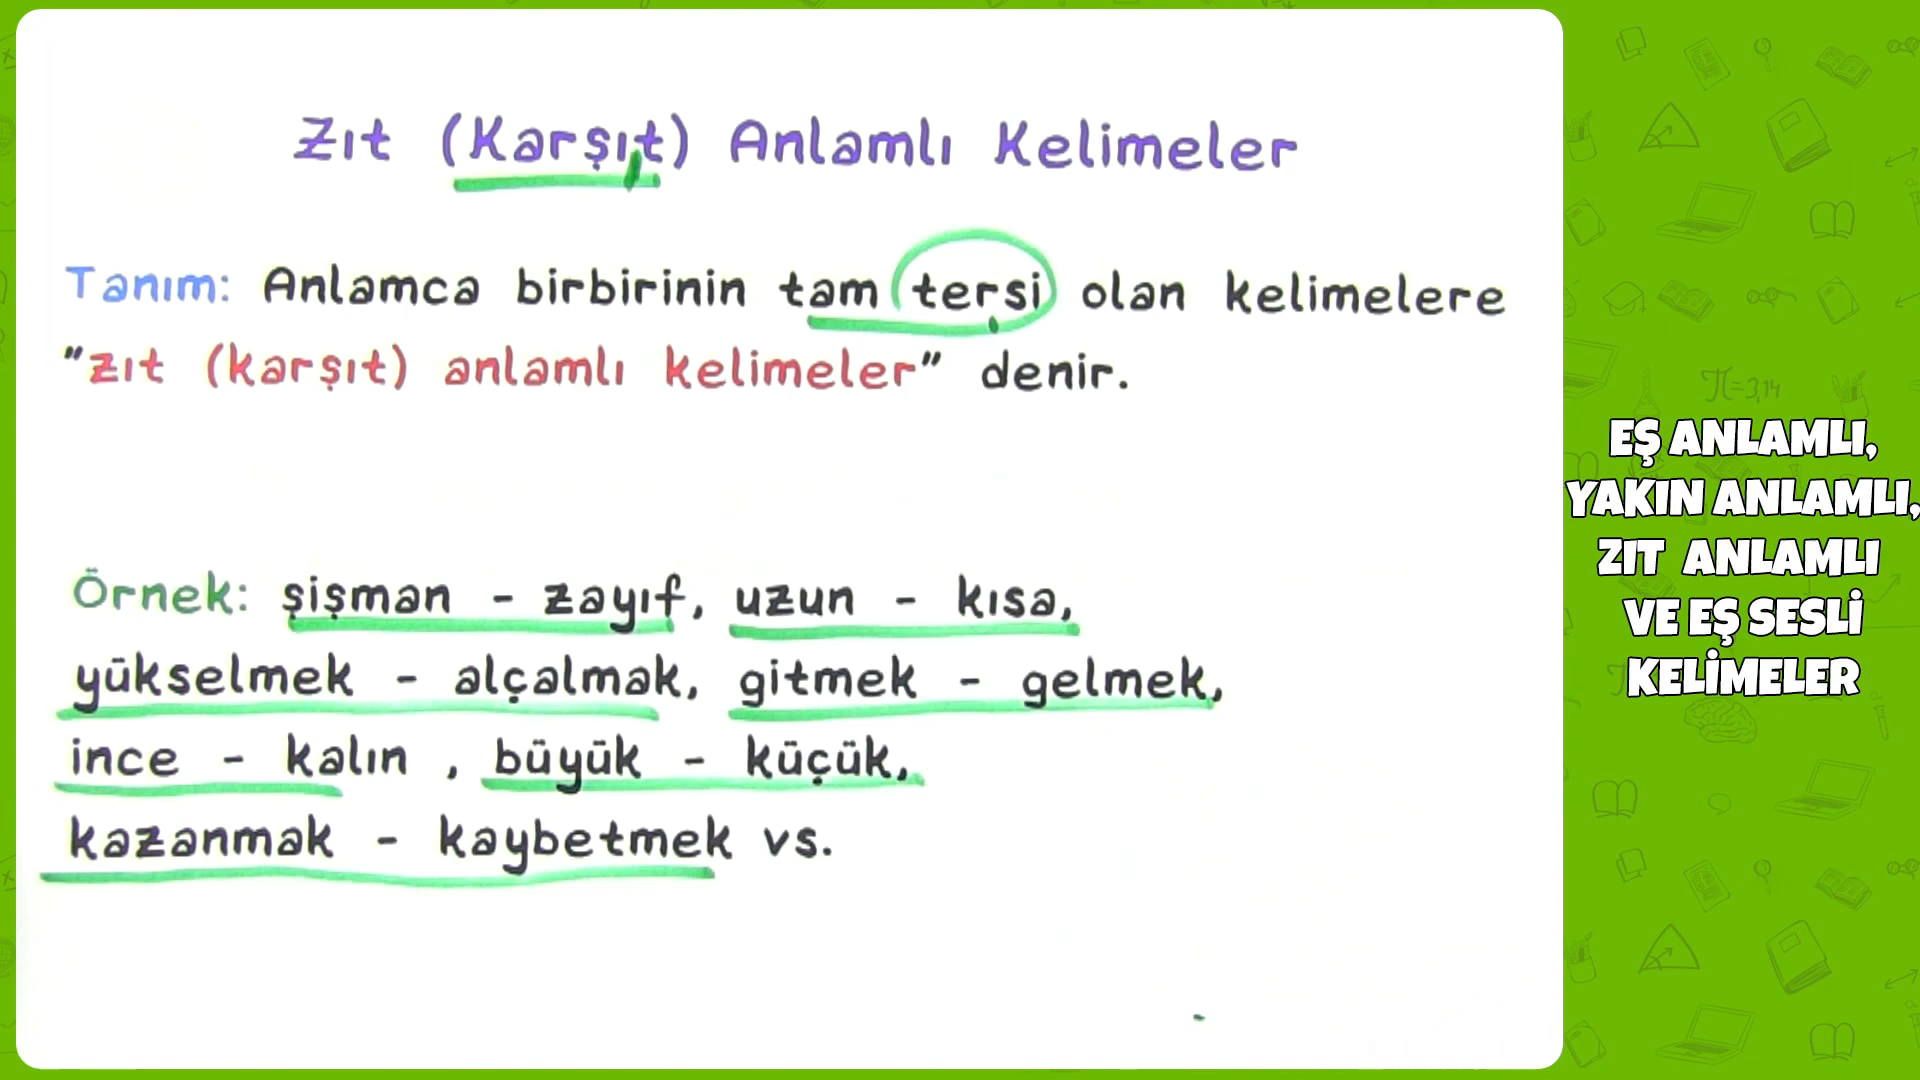 Zıt (Karşıt) Anlamlı Kelimeler
Tanım: Anlamca birbirinin tam tersi olan kelimelere
"zıt (karşıt) anlamlı kelimeler" denir.
Örnek: şişman - zayıf, uzun - kısa,
yükselmek - alçalmak, gitmek - gelmek,
ince - kalın , büyük - küçük,
kazanmak - kaybetmek vs.
π=3,14
EŞ ANLAMLI,
YAKIN ANLAMLI,
ZIT ANLAMLI
VE EŞ SESLİ
KELİMELER